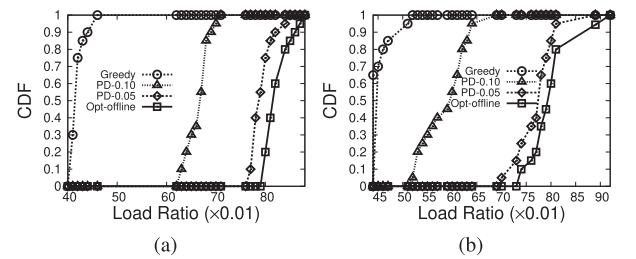 1
0.9
0.8
0.7
0.6
0.5
0.4
0.3
0.2
0.1
0
CDF
Greedy
PD-0.10
PD-0.05
Opt-offline
40 50 60 70 80
Load Ratio (×0.01)
(a)
1
0.9
0.8
0.7
0.6
0.5
0.4
0.3
0.2
0.1
0
CDF
Greedy
PD-0.10
PD-0.05
Opt-offline
45 50 55 60 65 70 75 80 85 90
Load Ratio (×0.01)
(b)